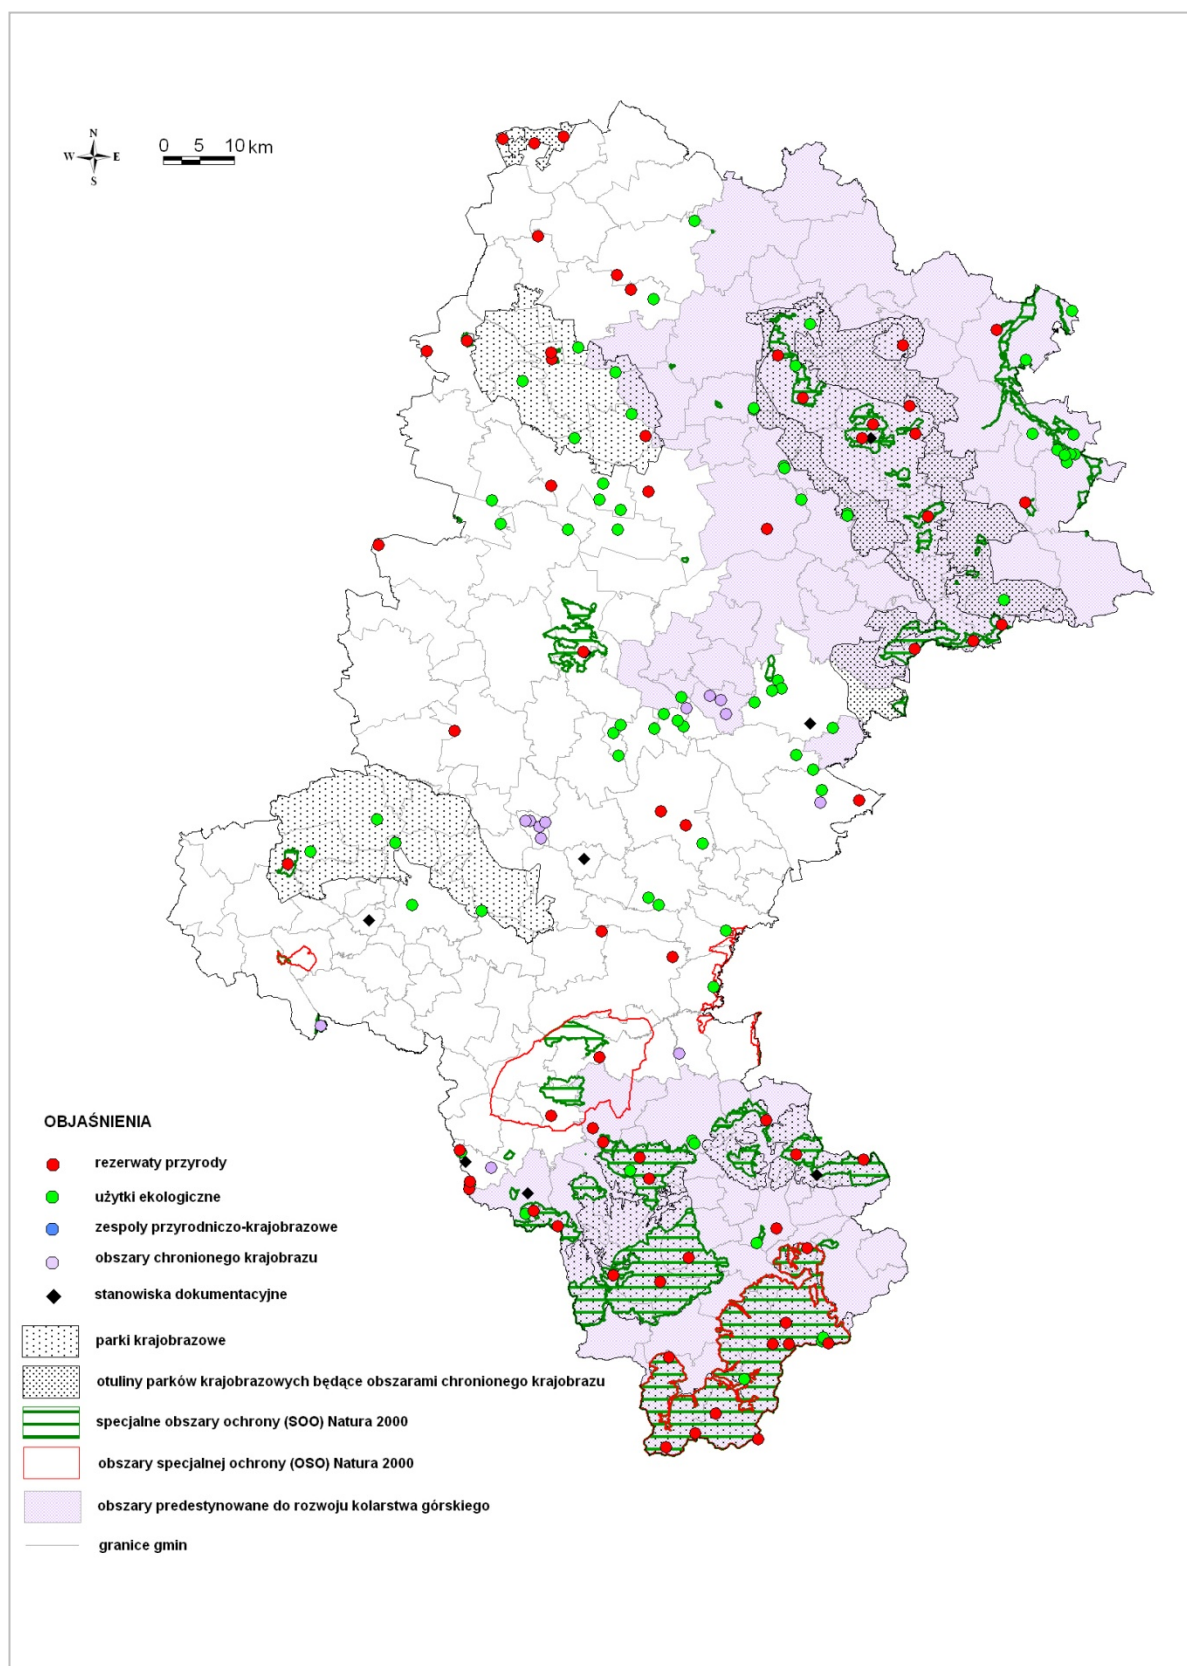 N
W E
S
0 5 10 km
OBJAŚNIENIA
rezerwaty przyrody
użytki ekologiczne
zespoły przyrodniczo-krajobrazowe
obszary chronionego krajobrazu
stanowiska dokumentacyjne
parki krajobrazowe
otuliny parków krajobrazowych będące obszarami chronionego krajobrazu
specjalne obszary ochrony (SOO) Natura 2000
obszary specjalnej ochrony (OSO) Natura 2000
obszary predestynowane do rozwoju kolarstwa górskiego
granice gmin